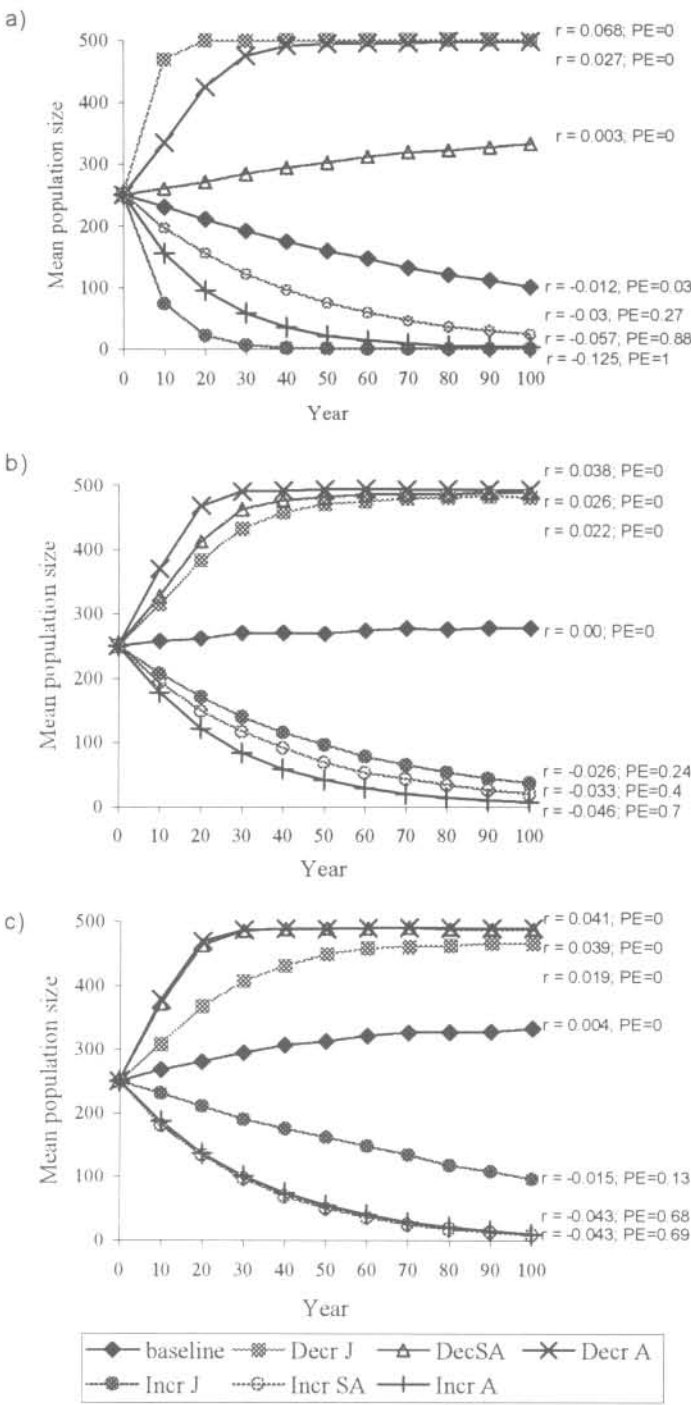 a)
r = 0.068; PE=0
r = 0.027; PE=0
r = 0.003; PE=0
r = -0.012, PE=0.03
r = -0.03, PE=0.27
r = -0.057, PE=0.88
r = -0.125, PE=1
Mean population size
500
400
300
200
100
0
0 10 20 30 40 50 60 70 80 90 100
Year
b)
r = 0.038, PE=0
r = 0.026, PE=0
r = 0.022, PE=0
r = 0.00, PE=0
r = -0.026; PE=0.24
r = -0.033, PE=0.4
r = -0.046; PE=0.7
Mean population size
500
400
300
200
100
0
0 10 20 30 40 50 60 70 80 90 100
Year
c)
r = 0.041, PE=0
r = 0.039, PE=0
r = 0.019, PE=0
r = 0.004, PE=0
r = -0.015, PE=0.13
r = -0.043, PE=0.68
r = -0.043; PE=0.69
Mean population size
500
400
300
200
100
0
0 10 20 30 40 50 60 70 80 90 100
Year
baseline Decr J DecSA Decr A
Incr J Incr SA Incr A